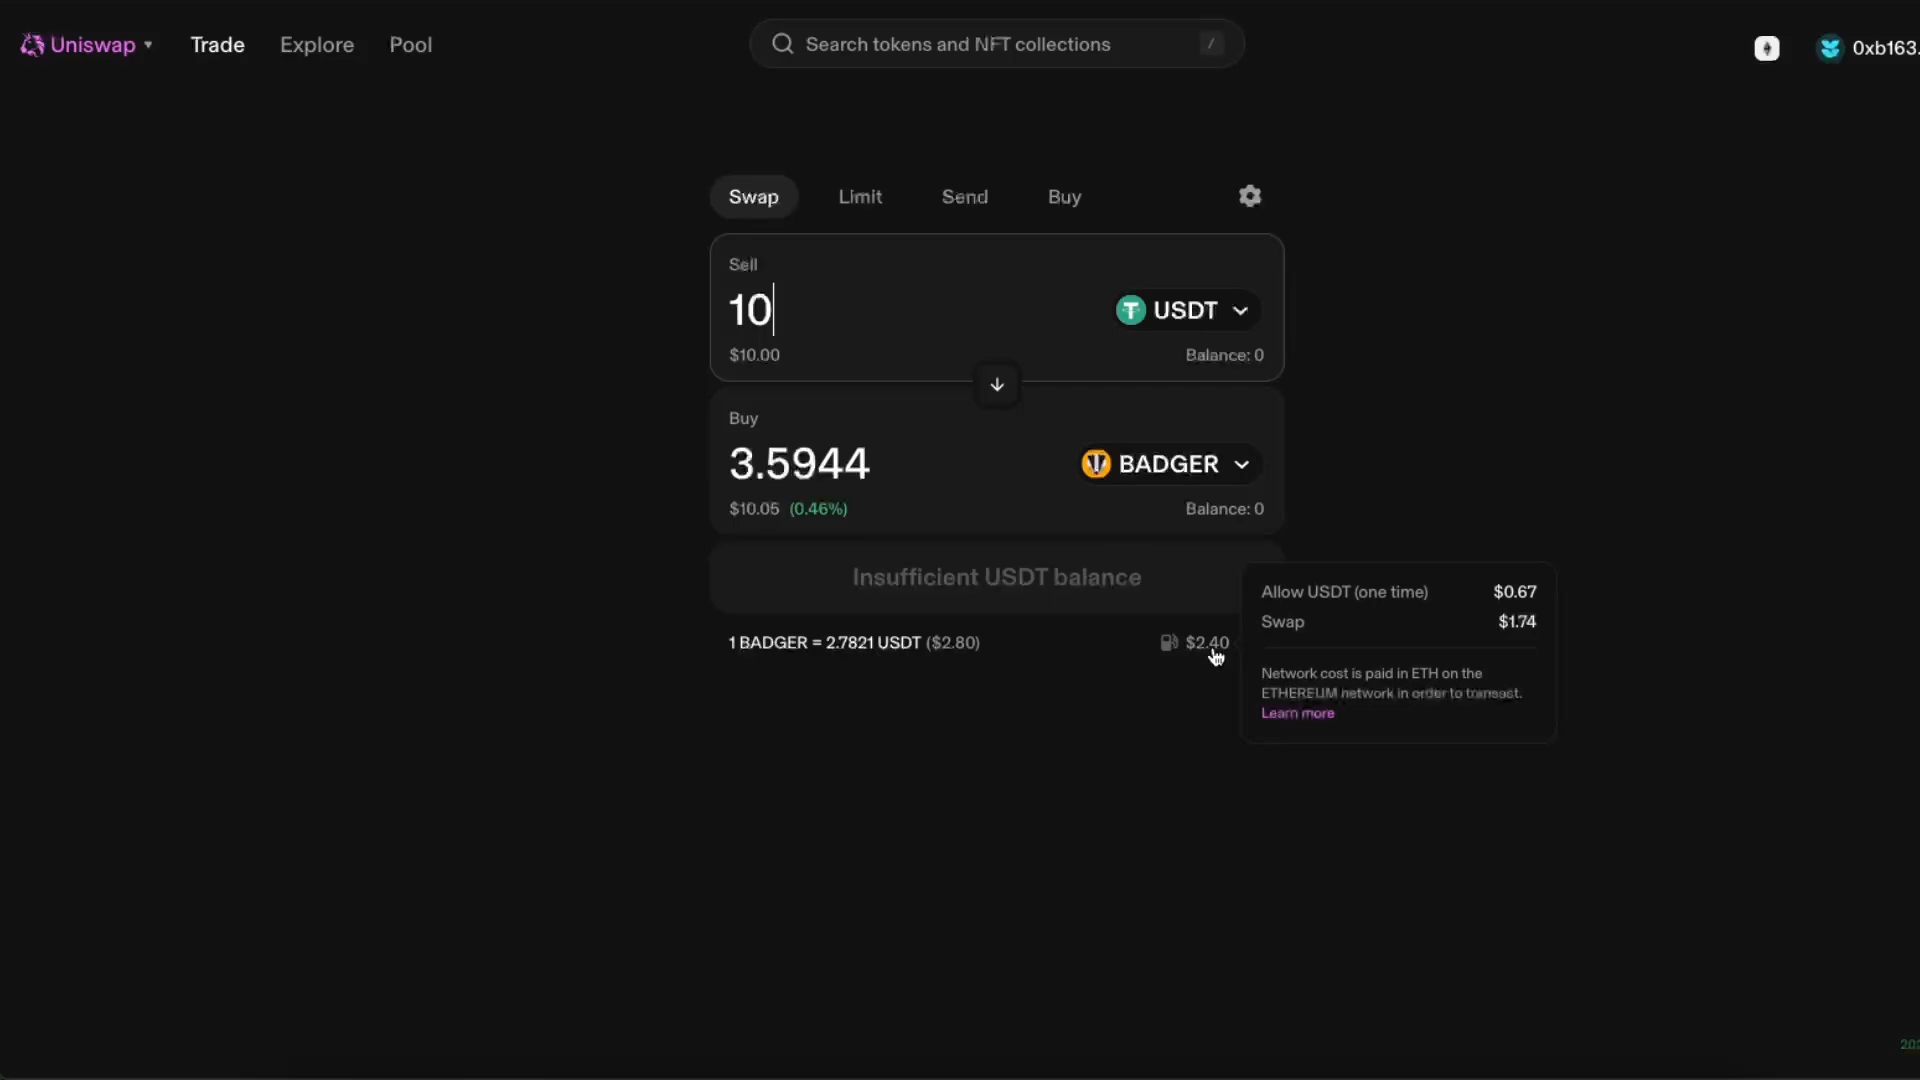 Uniswap Trade Explore Pool Search tokens and NFT collections / 0xb163.
Swap Limit Send Buy
Sell
10 USDT
$10.00 Balance: 0
Buy
3.5944 BADGER
$10.05 (0.46%) Balance: 0
Insufficient USDT balance
1 BADGER = 2.7821 USDT ($2.80) $2.40
Allow USDT (one time) $0.67
Swap $1.74
Network cost is paid in ETH on the
ETHEREUM network in order to transact.
Learn more